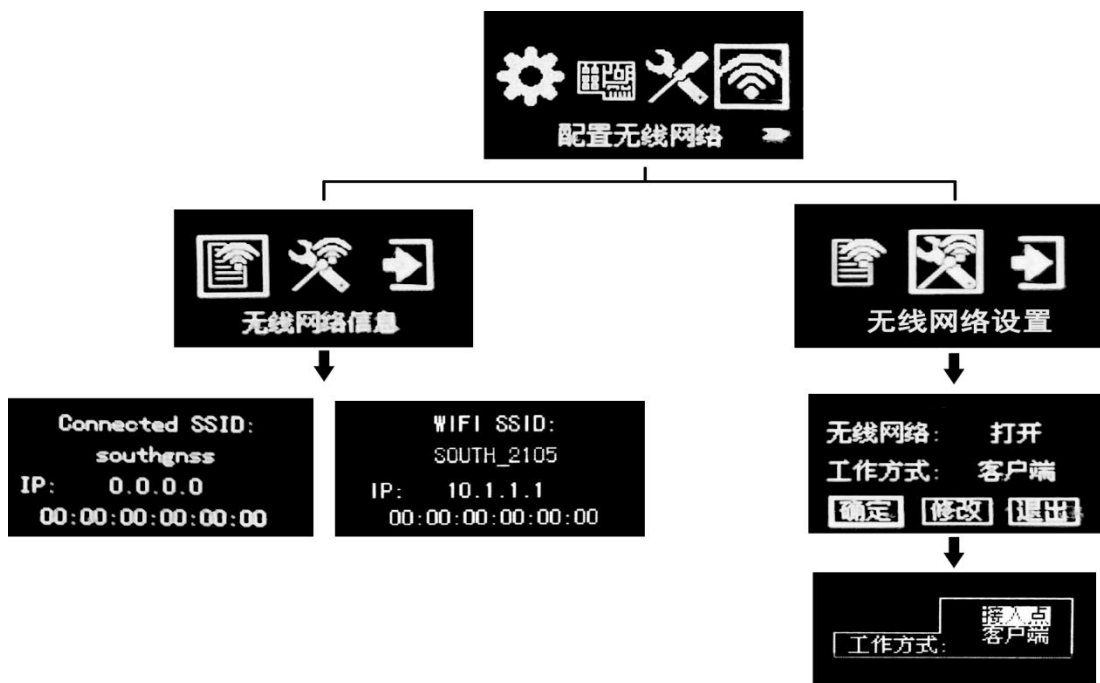 配置无线网络
无线网络信息
无线网络设置
Connected SSID:
southgnss
IP: 0.0.0.0
00:00:00:00:00:00
WIFI SSID:
SOUTH_2105
IP: 10.1.1.1
00:00:00:00:00:00
无线网络: 打开
工作方式: 客户端
确定 修改 退出
接入点
客户端
工作方式: